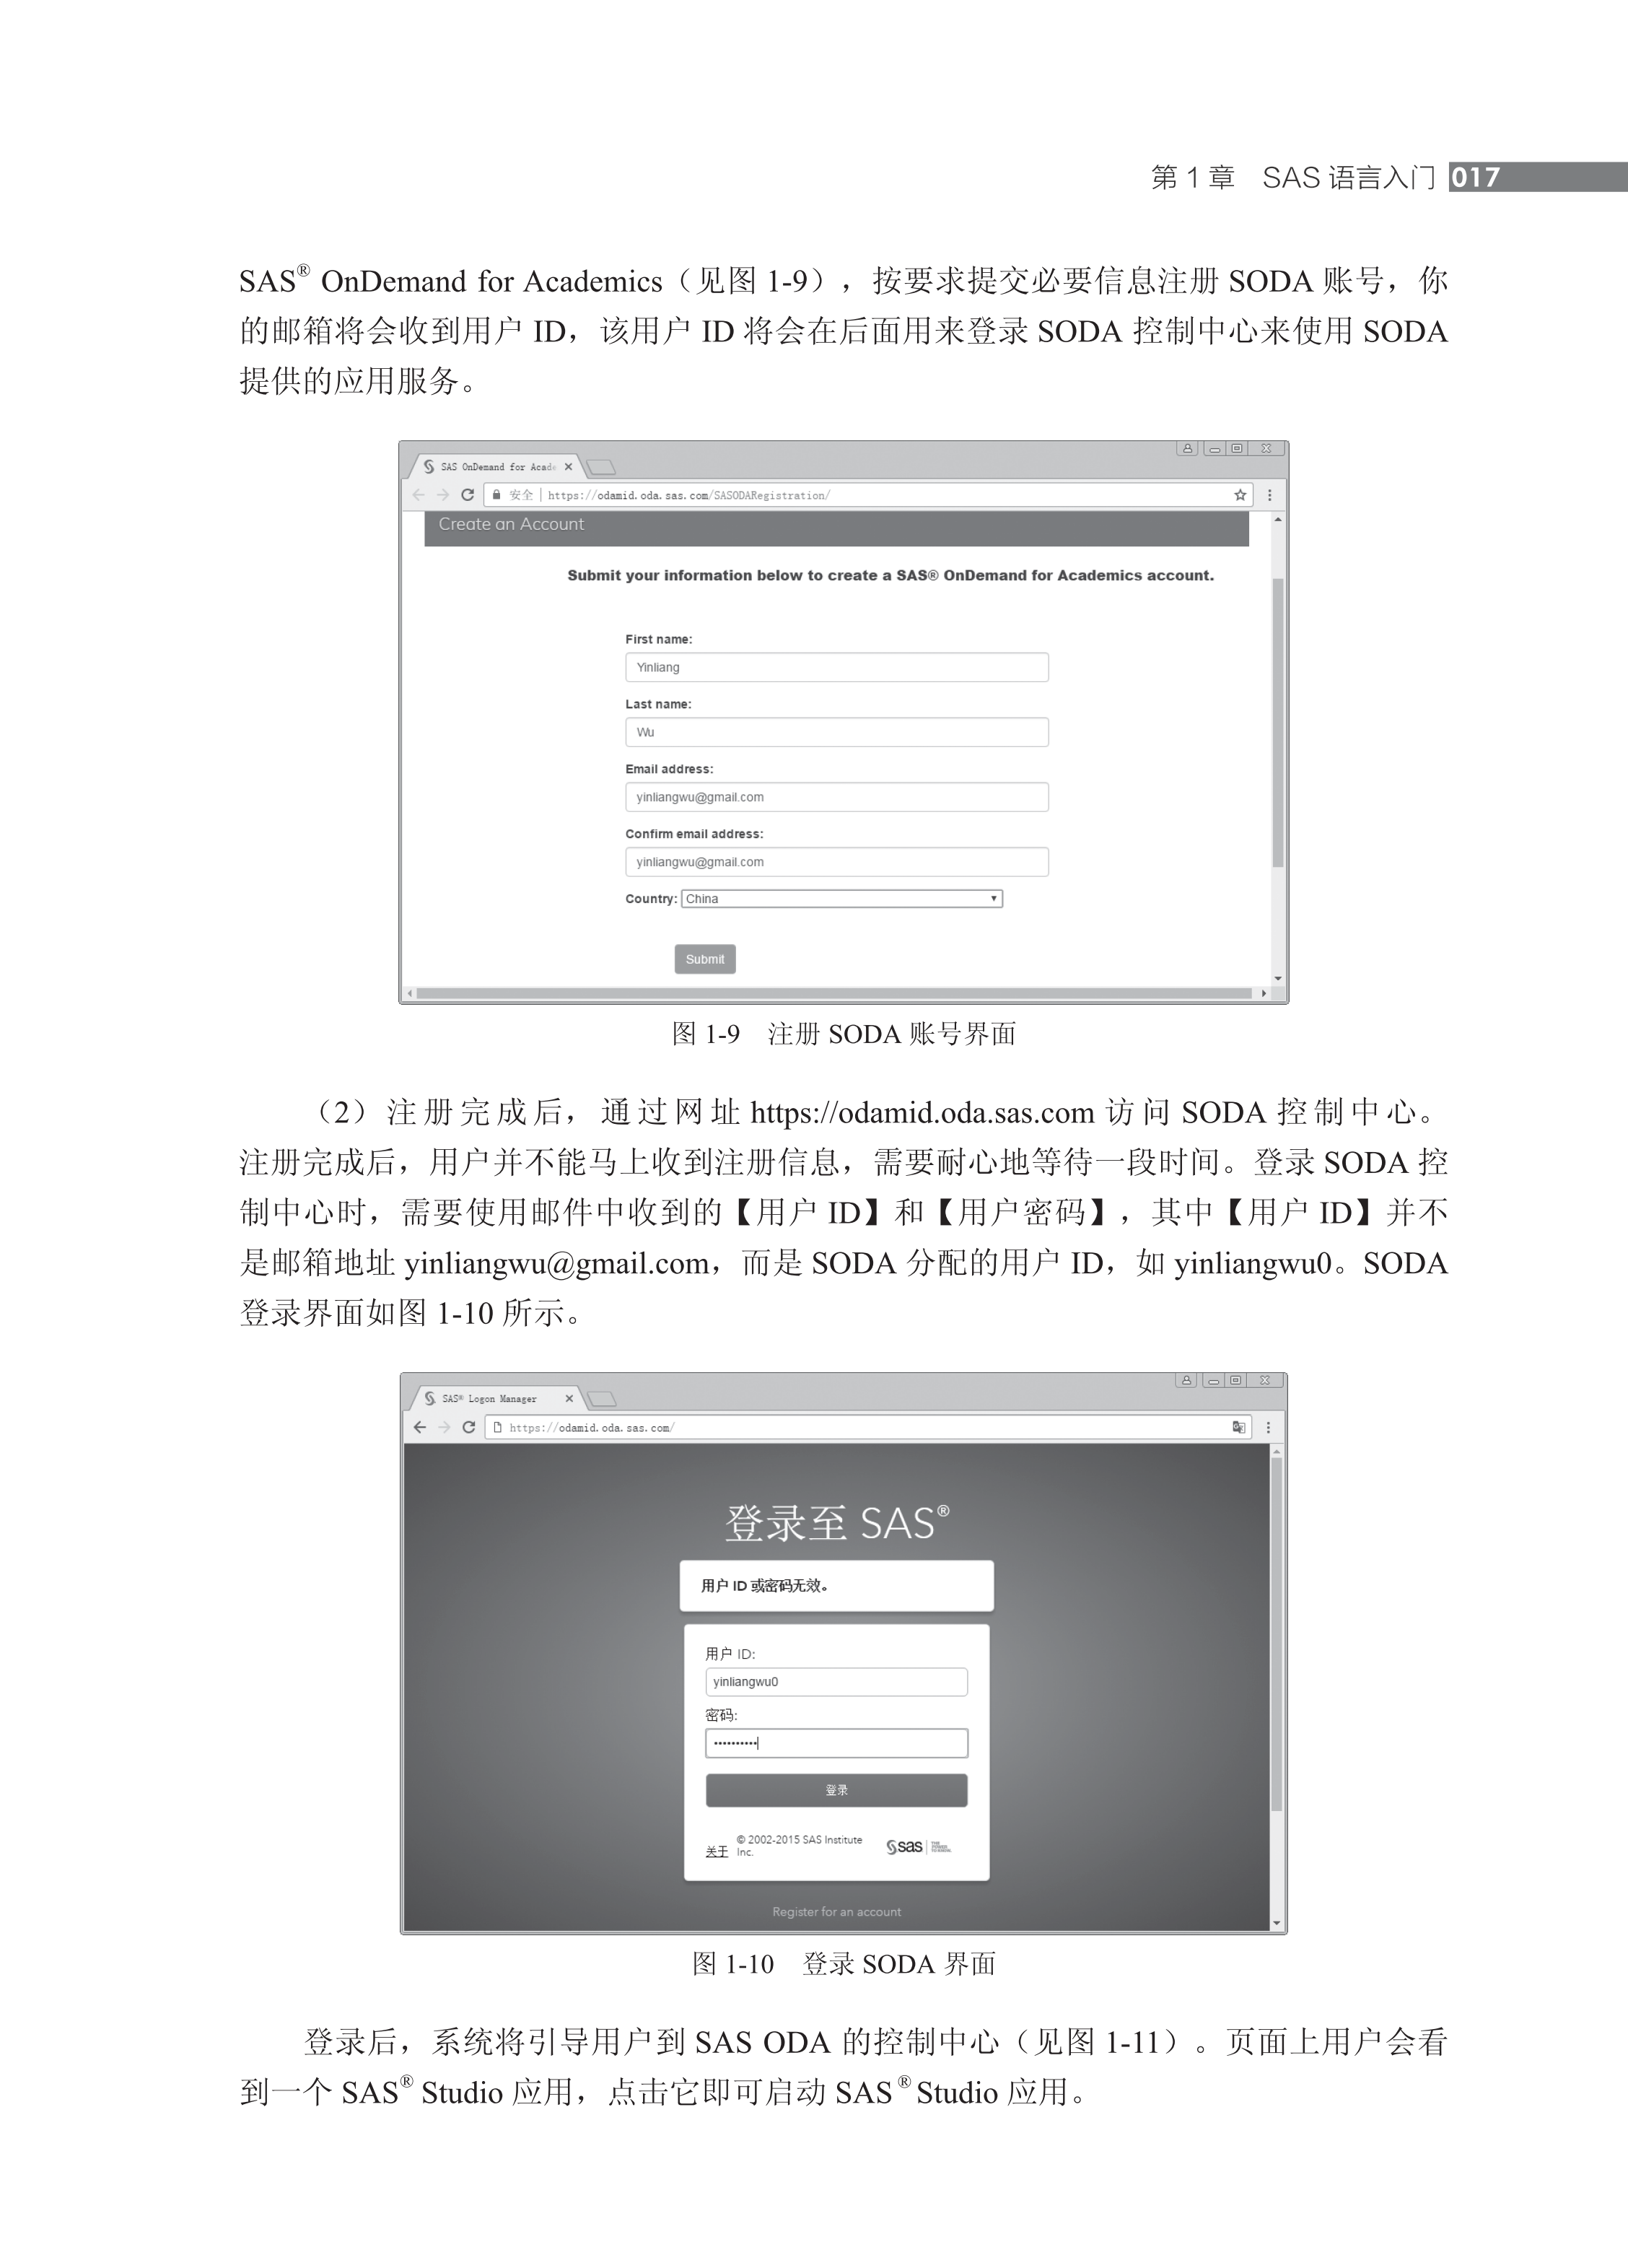 第 1 章　SAS 语言入门 017
SAS® OnDemand for Academics（见图 1-9），按要求提交必要信息注册 SODA 账号，你
的邮箱将会收到用户 ID，该用户 ID 将会在后面用来登录 SODA 控制中心来使用 SODA
提供的应用服务。
SAS OnDemand for Acade
安全 https://odamid.oda.sas.com/SASODARegistration/
Create an Account
Submit your information below to create a SAS® OnDemand for Academics account.
First name:
Yinliang
Last name:
Wu
Email address:
yinliangwu@gmail.com
Confirm email address:
yinliangwu@gmail.com
Country: China
Submit
图 1-9　注册 SODA 账号界面
（2）注册完成后，通过网址 https://odamid.oda.sas.com 访问 SODA 控制中心。
注册完成后，用户并不能马上收到注册信息，需要耐心地等待一段时间。登录 SODA 控
制中心时，需要使用邮件中收到的【用户 ID】和【用户密码】，其中【用户 ID】并不
是邮箱地址 yinliangwu@gmail.com，而是 SODA 分配的用户 ID，如 yinliangwu0。SODA
登录界面如图 1-10 所示。
SAS® Logon Manager
https://odamid.oda.sas.com/
登录至 SAS®
用户 ID 或密码无效。
用户 ID:
yinliangwu0
密码:
••••••••••
登录
关于 © 2002-2015 SAS Institute
Inc.
sas
Register for an account
图 1-10　登录 SODA 界面
登录后，系统将引导用户到 SAS ODA 的控制中心（见图 1-11）。页面上用户会看
到一个 SAS® Studio 应用，点击它即可启动 SAS® Studio 应用。